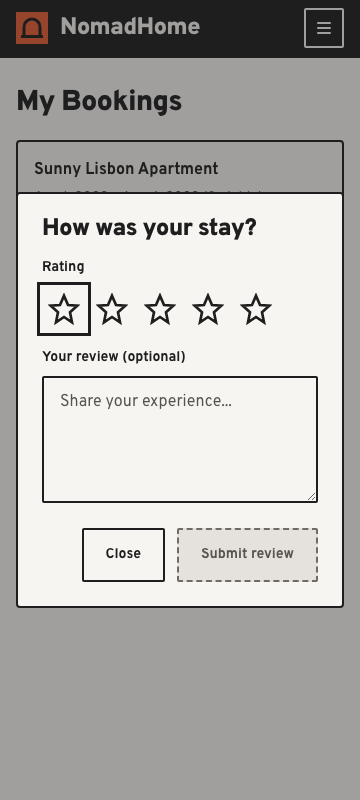 NomadHome
My Bookings
Sunny Lisbon Apartment
How was your stay?
Rating
Your review (optional)
Share your experience...
Close
Submit review